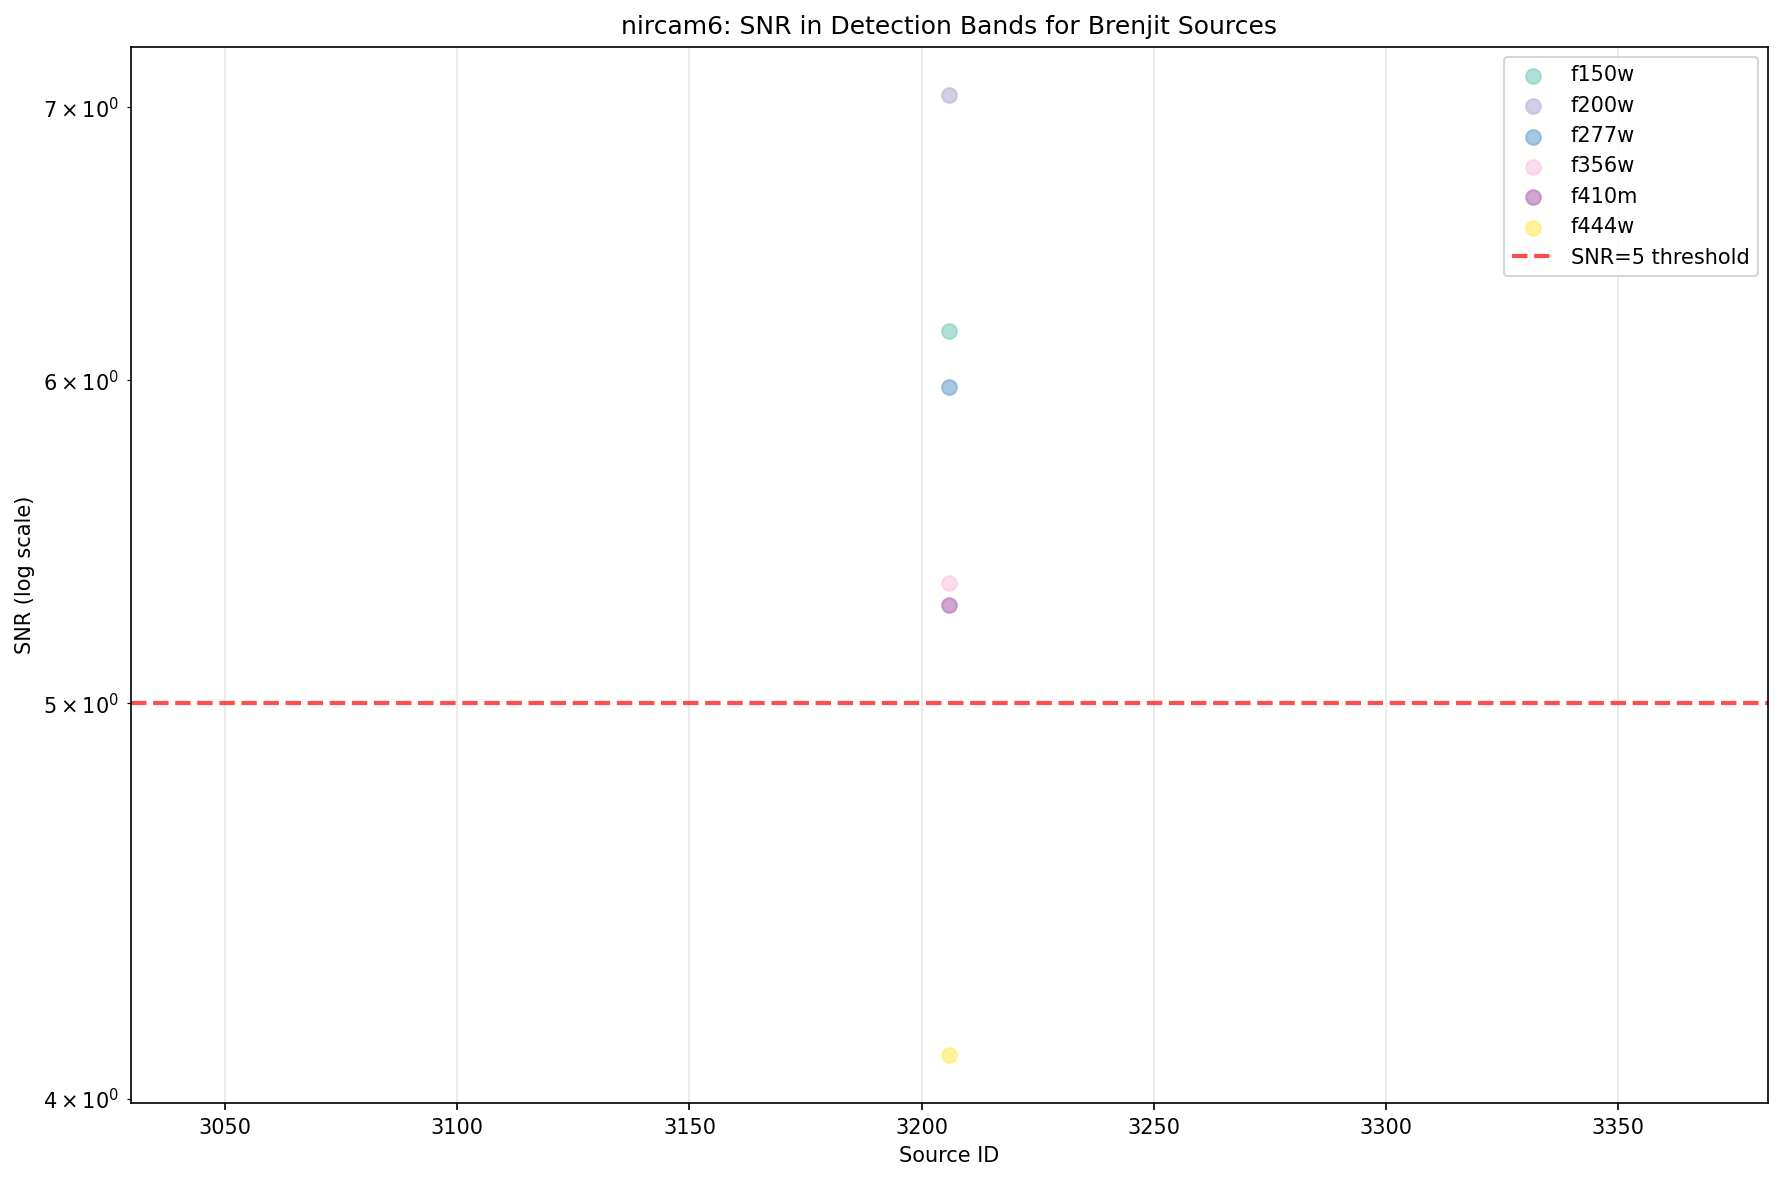 nircam6: SNR in Detection Bands for Brenjit Sources
f150w
f200w
f277w
f356w
f410m
f444w
SNR=5 threshold
SNR (log scale)
7 × 10⁰
6 × 10⁰
5 × 10⁰
4 × 10⁰
3050 3100 3150 3200 3250 3300 3350
Source ID